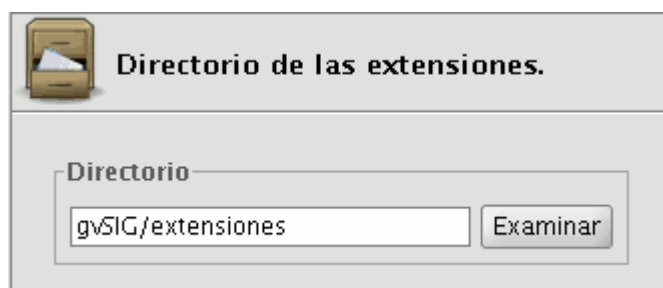 Directorio de las extensiones.
Directorio
gvSIG/extensiones
Examinar